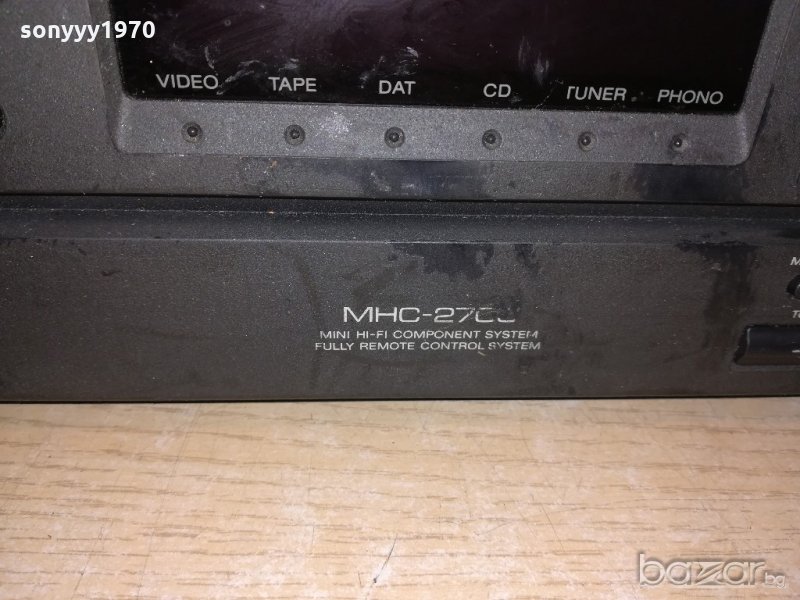 sonyyy1970
VIDEO TAPE DAT CD TUNER PHONO
MINI HI-FI COMPONENT SYSTEM
FULLY REMOTE CONTROL SYSTEM
bazar.bg